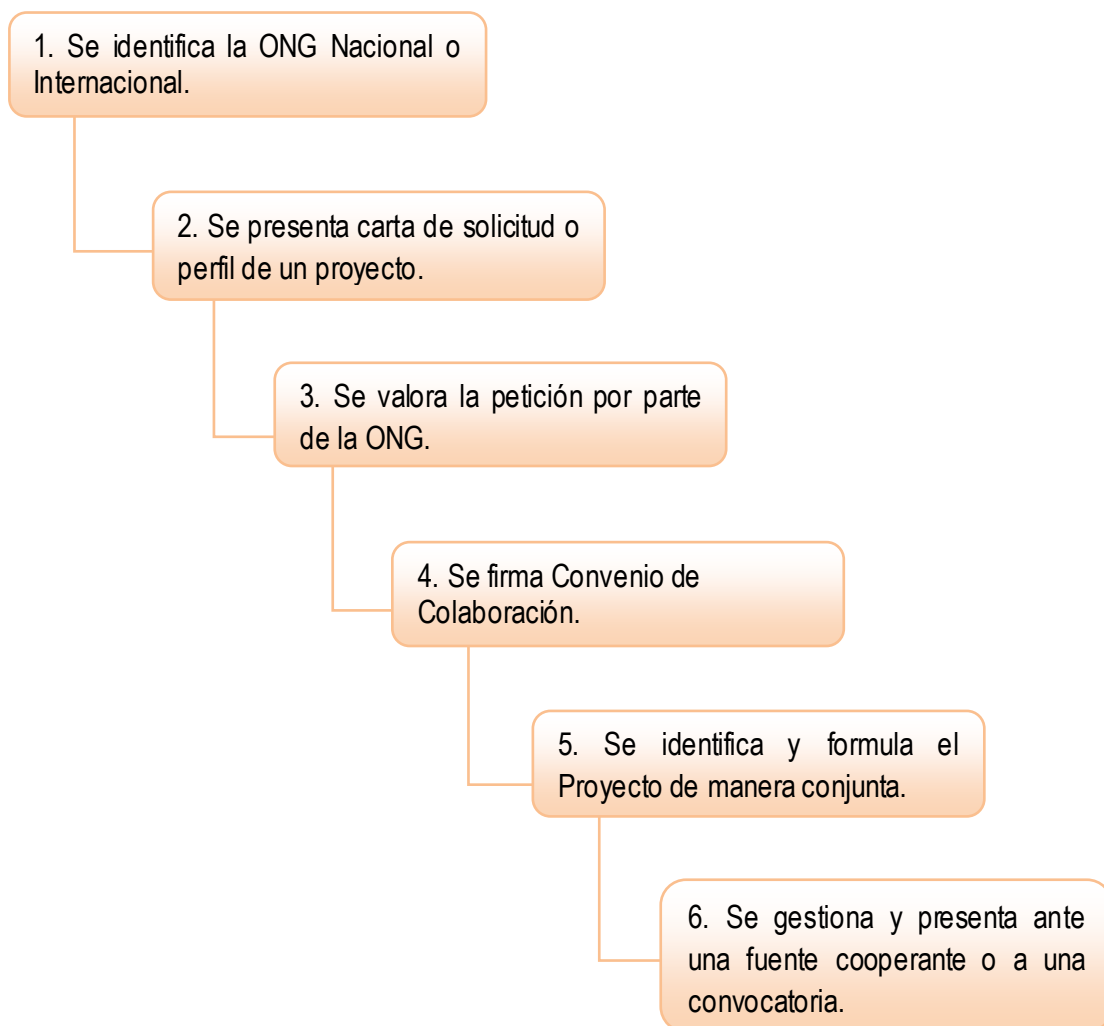 1. Se identifica la ONG Nacional o
Internacional.
2. Se presenta carta de solicitud o
perfil de un proyecto.
3. Se valora la petición por parte
de la ONG.
4. Se firma Convenio de
Colaboración.
5. Se identifica y formula el
Proyecto de manera conjunta.
6. Se gestiona y presenta ante
una fuente cooperante o a una
convocatoria.